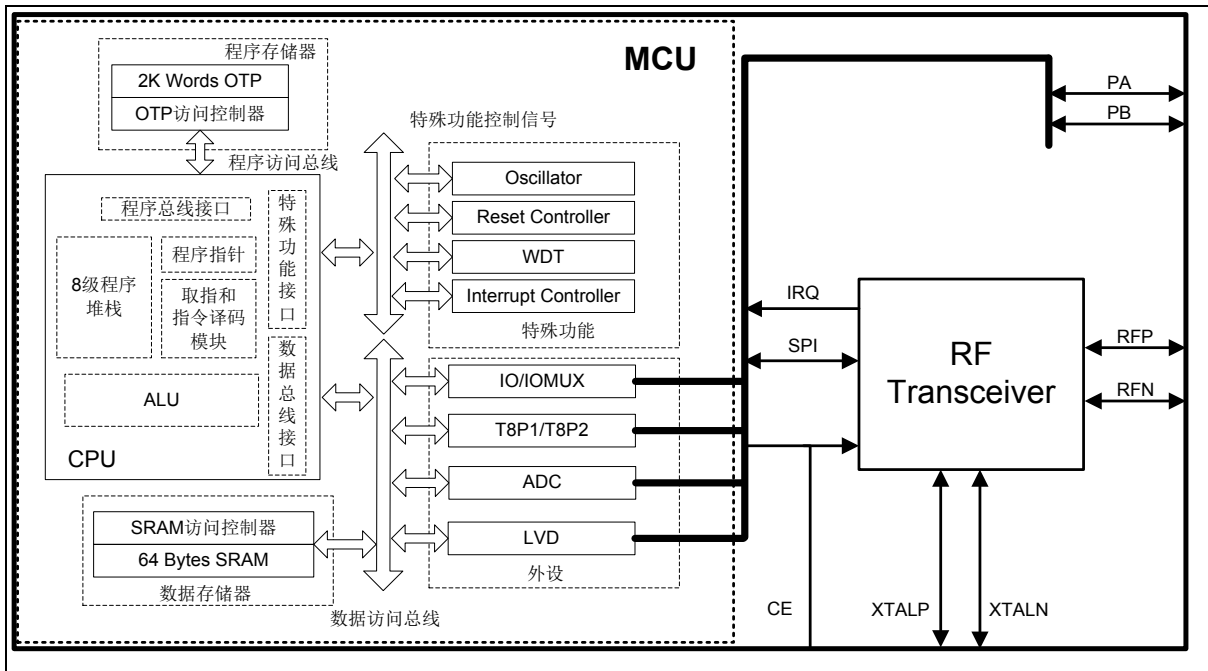 程序存储器
2K Words OTP
OTP访问控制器
程序访问总线
MCU
特殊功能控制信号
程序总线接口
8级程序
堆栈
程序指针
取指和
指令译码
模块
特殊功能接口
ALU
数据总线接口
CPU
SRAM访问控制器
64 Bytes SRAM
数据存储器
Oscillator
Reset Controller
WDT
Interrupt Controller
特殊功能
IO/IOMUX
T8P1/T8P2
ADC
LVD
外设
数据访问总线
PA
PB
IRQ
SPI
RF
Transceiver
RFP
RFN
CE
XTALP
XTALN